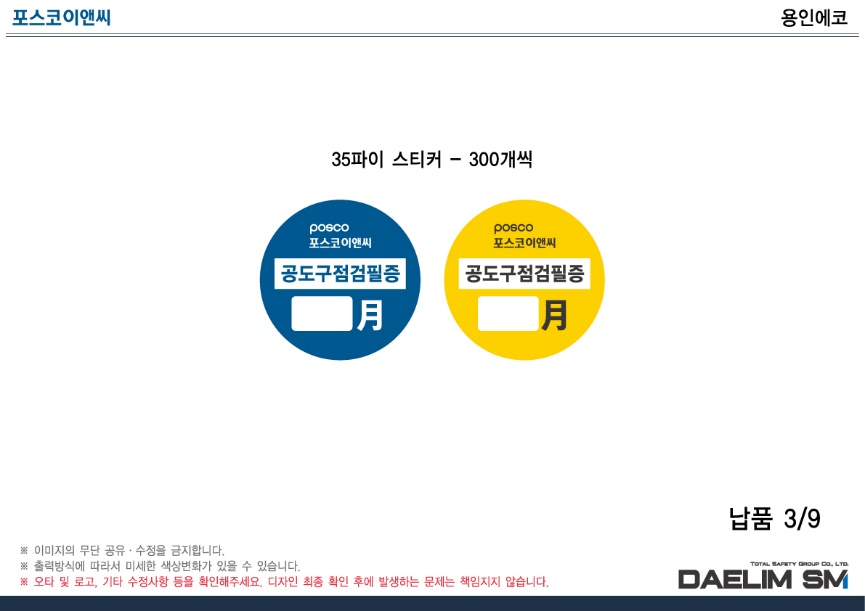 포스코이앤씨
용인에코
35파이 스티커 - 300개씩
posco
포스코이앤씨
공도구점검필증
月
posco
포스코이앤씨
공도구점검필증
月
납품 3/9
※ 이미지의 무단 공유·수정을 금지합니다.
※ 출력방식에 따라서 미세한 색상변화가 있을 수 있습니다.
※ 오타 및 로고, 기타 수정사항 등을 확인해주세요. 디자인 최종 확인 후에 발생하는 문제는 책임지지 않습니다.
TOTAL SAFETY GROUP CO., LTD.
DAELIM SM